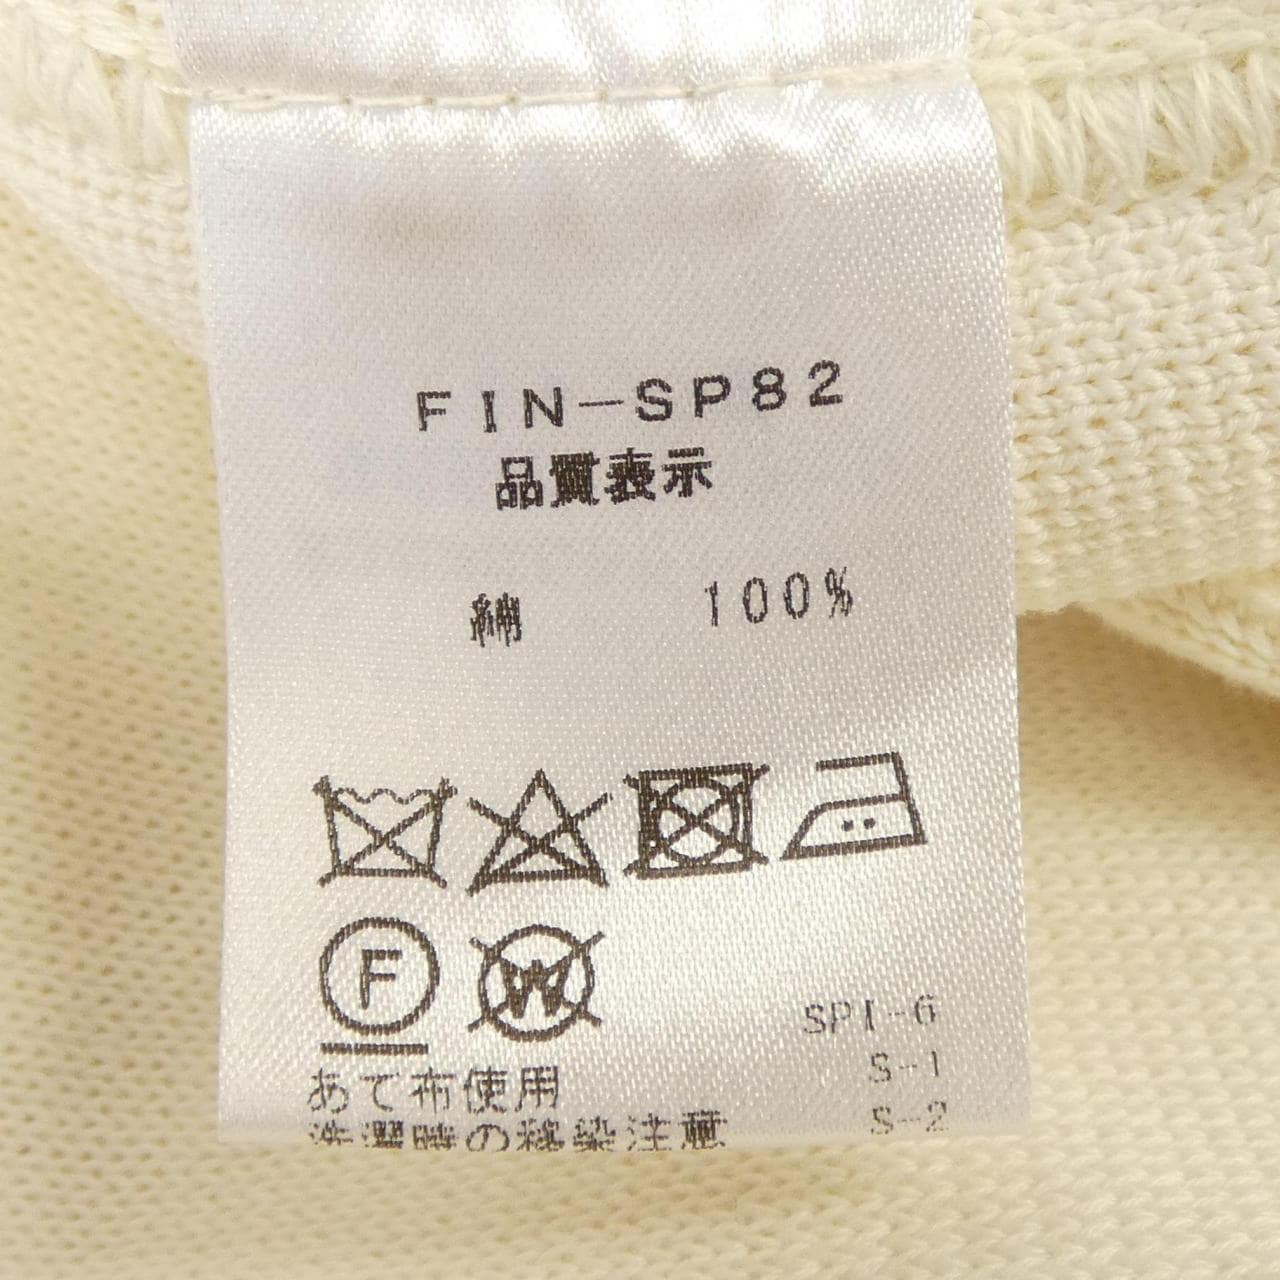 FIN-SP82
品質表示
綿 100%
F W
あて布使用
洗濯時の移染注意
SPI-6
S-1
S-2